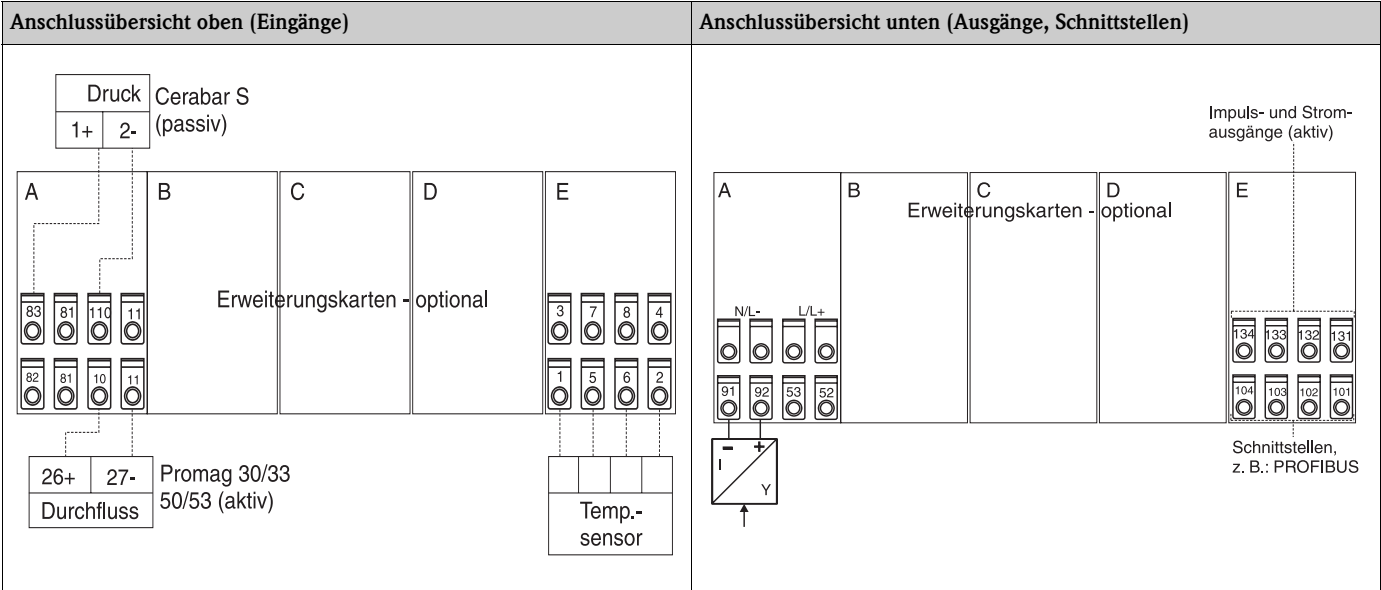 Anschlussübersicht oben (Eingänge)
Druck
1+ 2-
Cerabar S
(passiv)
A B C D E
Erweiterungskarten - optional
83 81 110 11
82 81 10 11
3 7 8 4
1 5 6 2
26+ 27-
Durchfluss
Promag 30/33
50/53 (aktiv)
Temp.-
sensor
Anschlussübersicht unten (Ausgänge, Schnittstellen)
Impuls- und Strom-
ausgänge (aktiv)
A B C D E
Erweiterungskarten - optional
N/L- L/L+
91 92 53 52
134 133 132 131
104 103 102 101
- +
I
Y
Schnittstellen,
z. B.: PROFIBUS